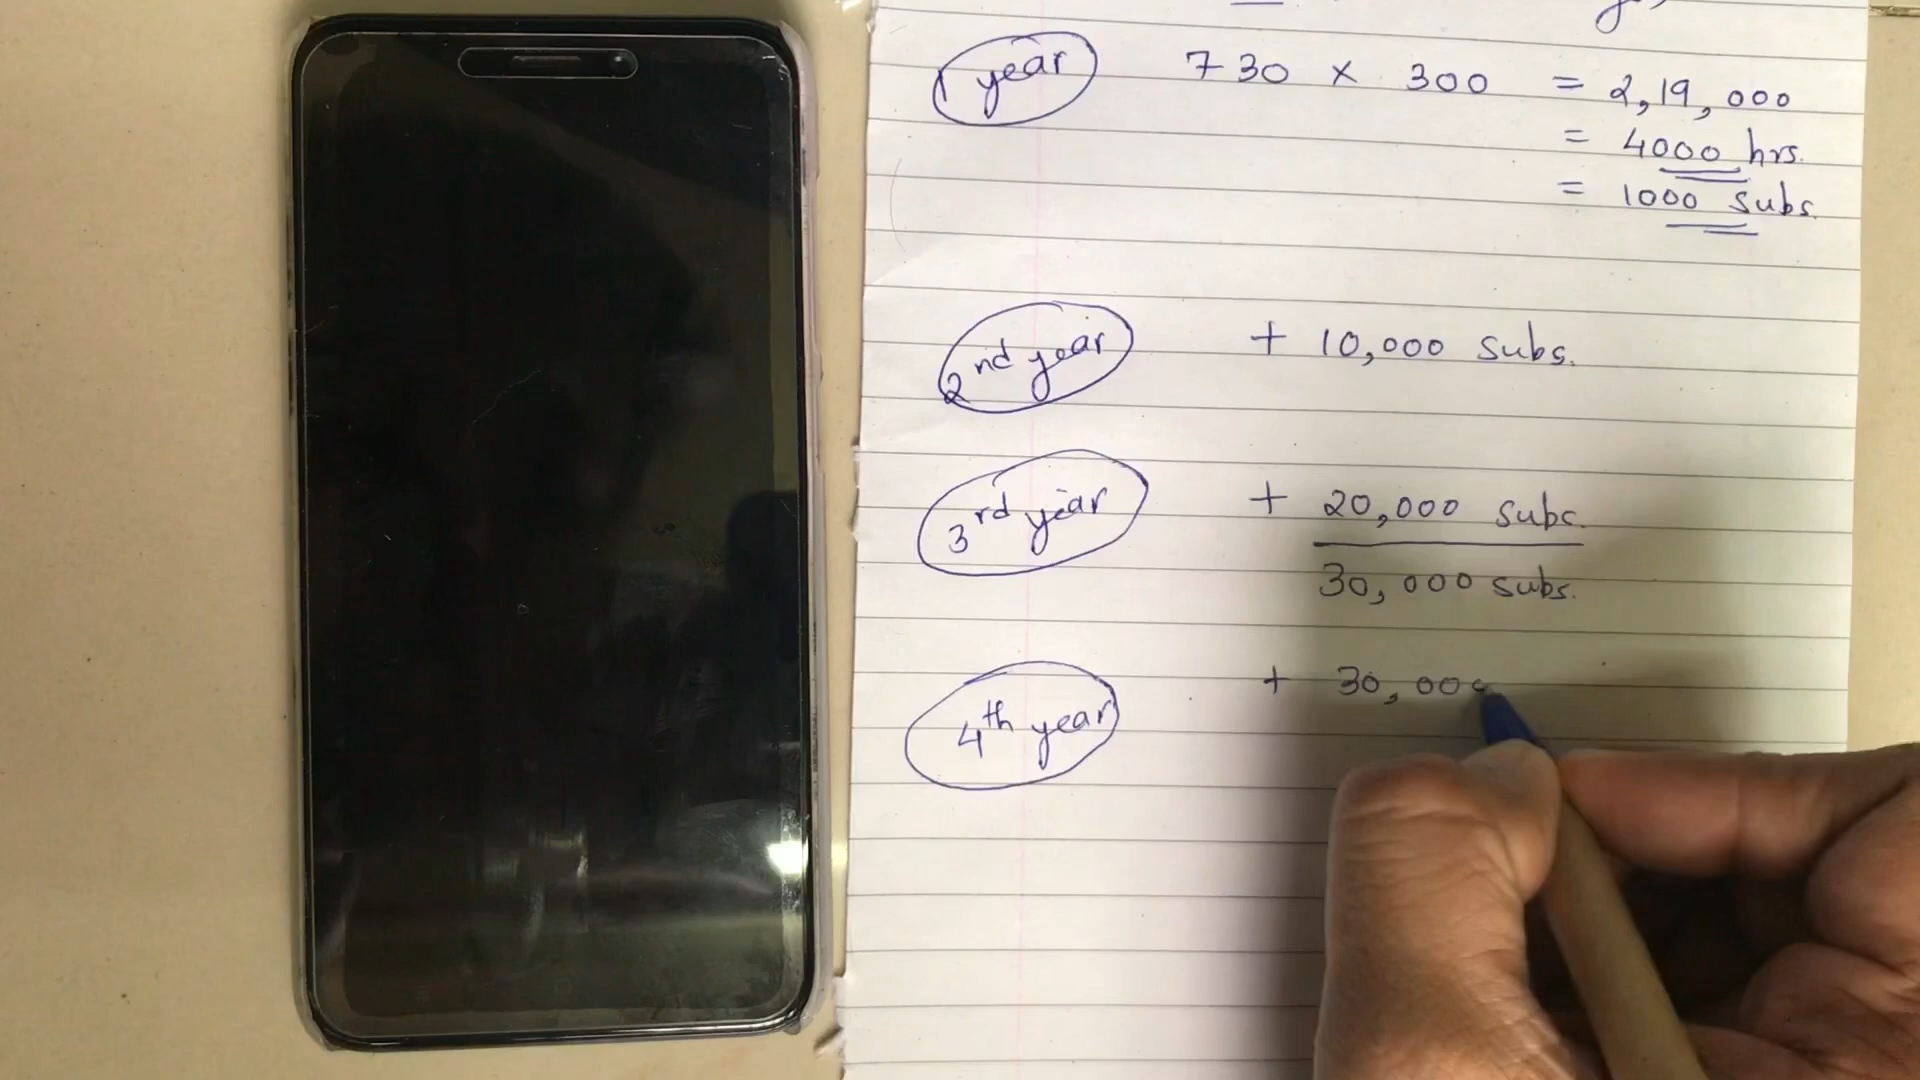 1 year 730 × 300 = 2,19,000
= 4000 hrs.
= 1000 subs.
2nd year + 10,000 subs.
3rd year + 20,000 subs.
30,000 subs.
4th year + 30,000